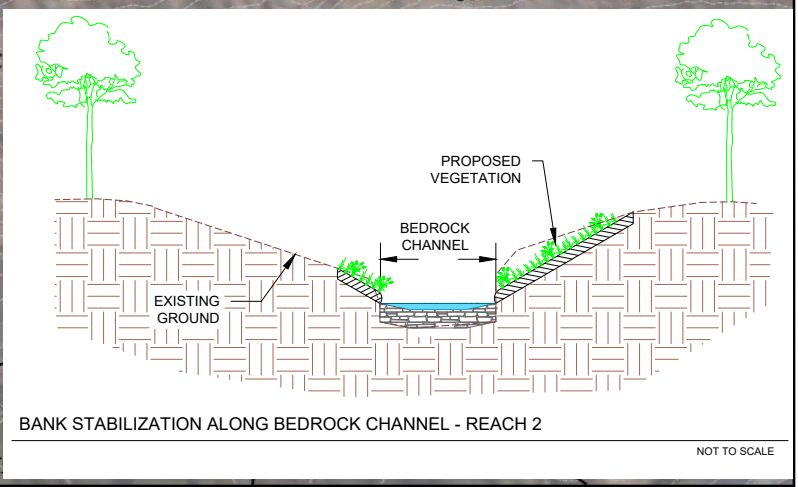 PROPOSED
VEGETATION
BEDROCK
CHANNEL
EXISTING
GROUND
BANK STABILIZATION ALONG BEDROCK CHANNEL - REACH 2
NOT TO SCALE